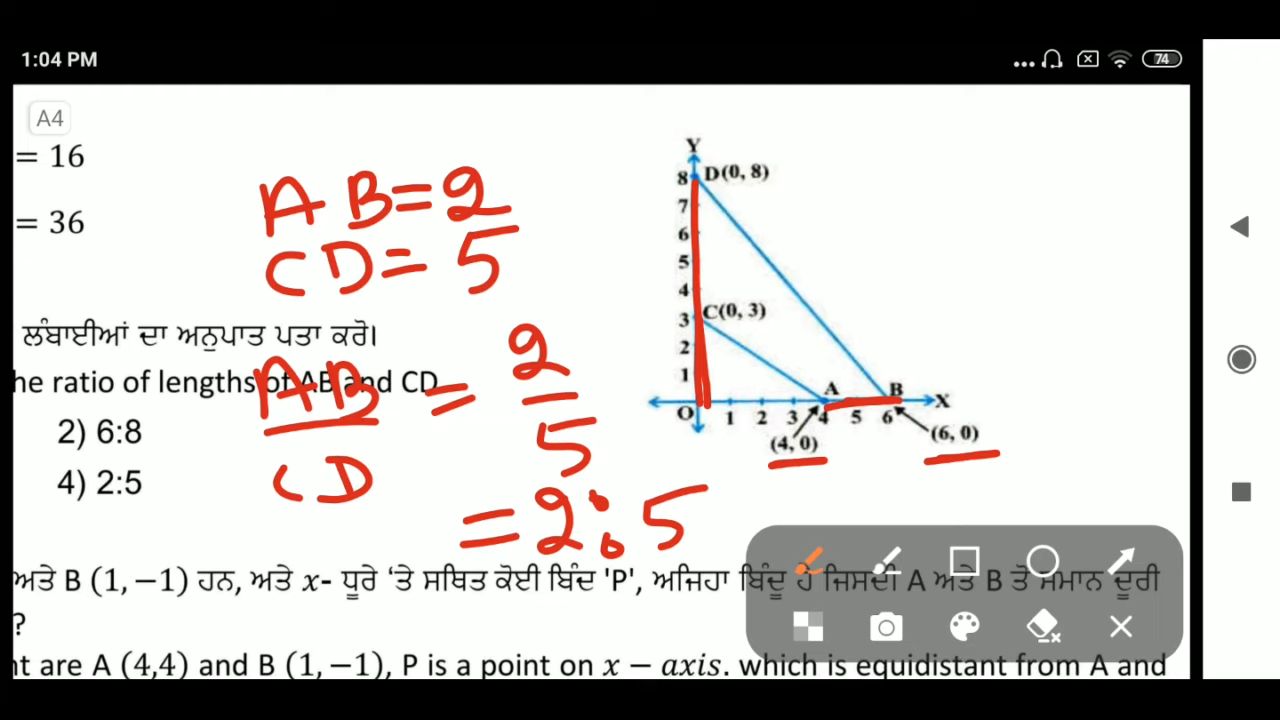 1:04 PM
74
A4
= 16
= 36
A B = 2
CD = 5
ਲੰਬਾਈਆਂ ਦਾ ਅਨੁਪਾਤ ਪਤਾ ਕਰੋ।
he ratio of lengths of AB and CD
2) 6:8
4) 2:5
AB
CD
= 2
5
= 2:5
Y
8 D(0, 8)
7
6
5
4
3 C(0, 3)
2
1
A B
O 1 2 3 4 5 6 X
(4, 0) (6, 0)
ਅਤੇ B (1, −1) ਹਨ, ਅਤੇ x- ਧੂਰੇ 'ਤੇ ਸਥਿਤ ਕੋਈ ਬਿੰਦ 'P', ਅਜਿਹਾ ਬਿੰਦੂ ਹੈ ਜਿਸਦੀ A ਅਤੇ B ਤੋਂ ਸਮਾਨ ਦੂਰੀ
?
nt are A (4,4) and B (1, −1), P is a point on x − axis. which is equidistant from A and